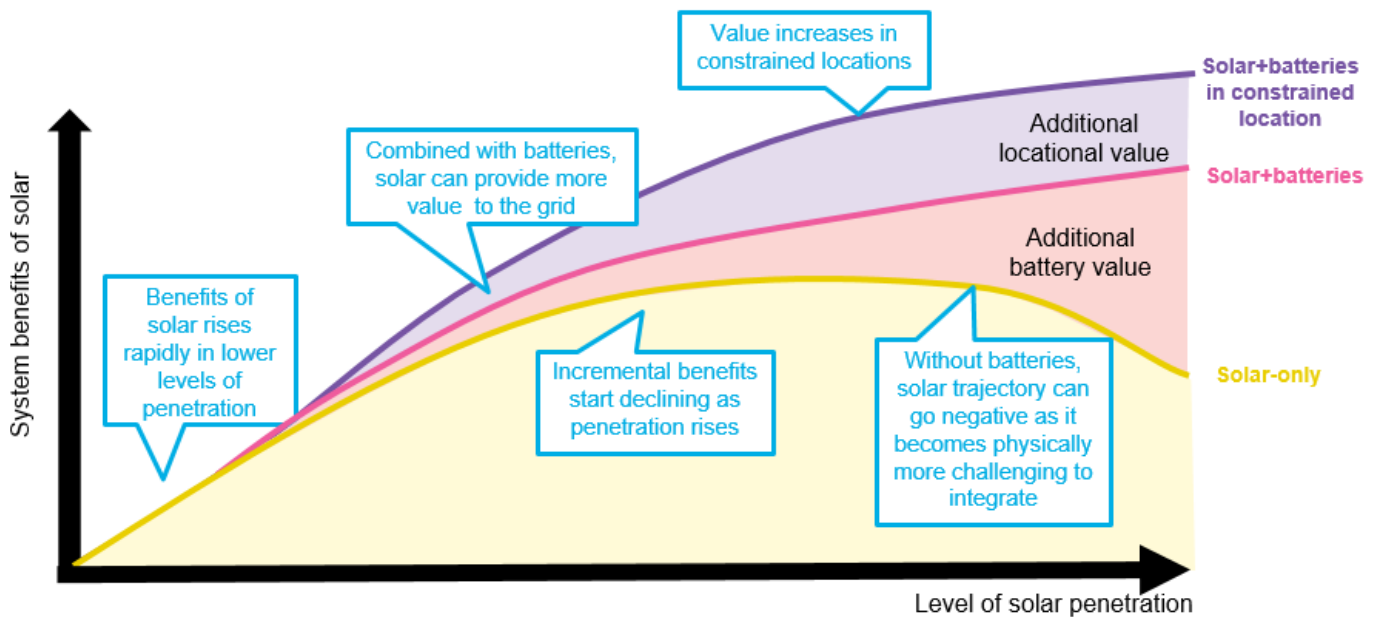 Value increases in
constrained locations
Solar+batteries
in constrained
location
Additional
locational value
Combined with batteries,
solar can provide more
value to the grid
Solar+batteries
System benefits of solar
Additional
battery value
Benefits of
solar rises
rapidly in lower
levels of
penetration
Incremental benefits
start declining as
penetration rises
Without batteries,
solar trajectory can
go negative as it
becomes physically
more challenging to
integrate
Solar-only
Level of solar penetration